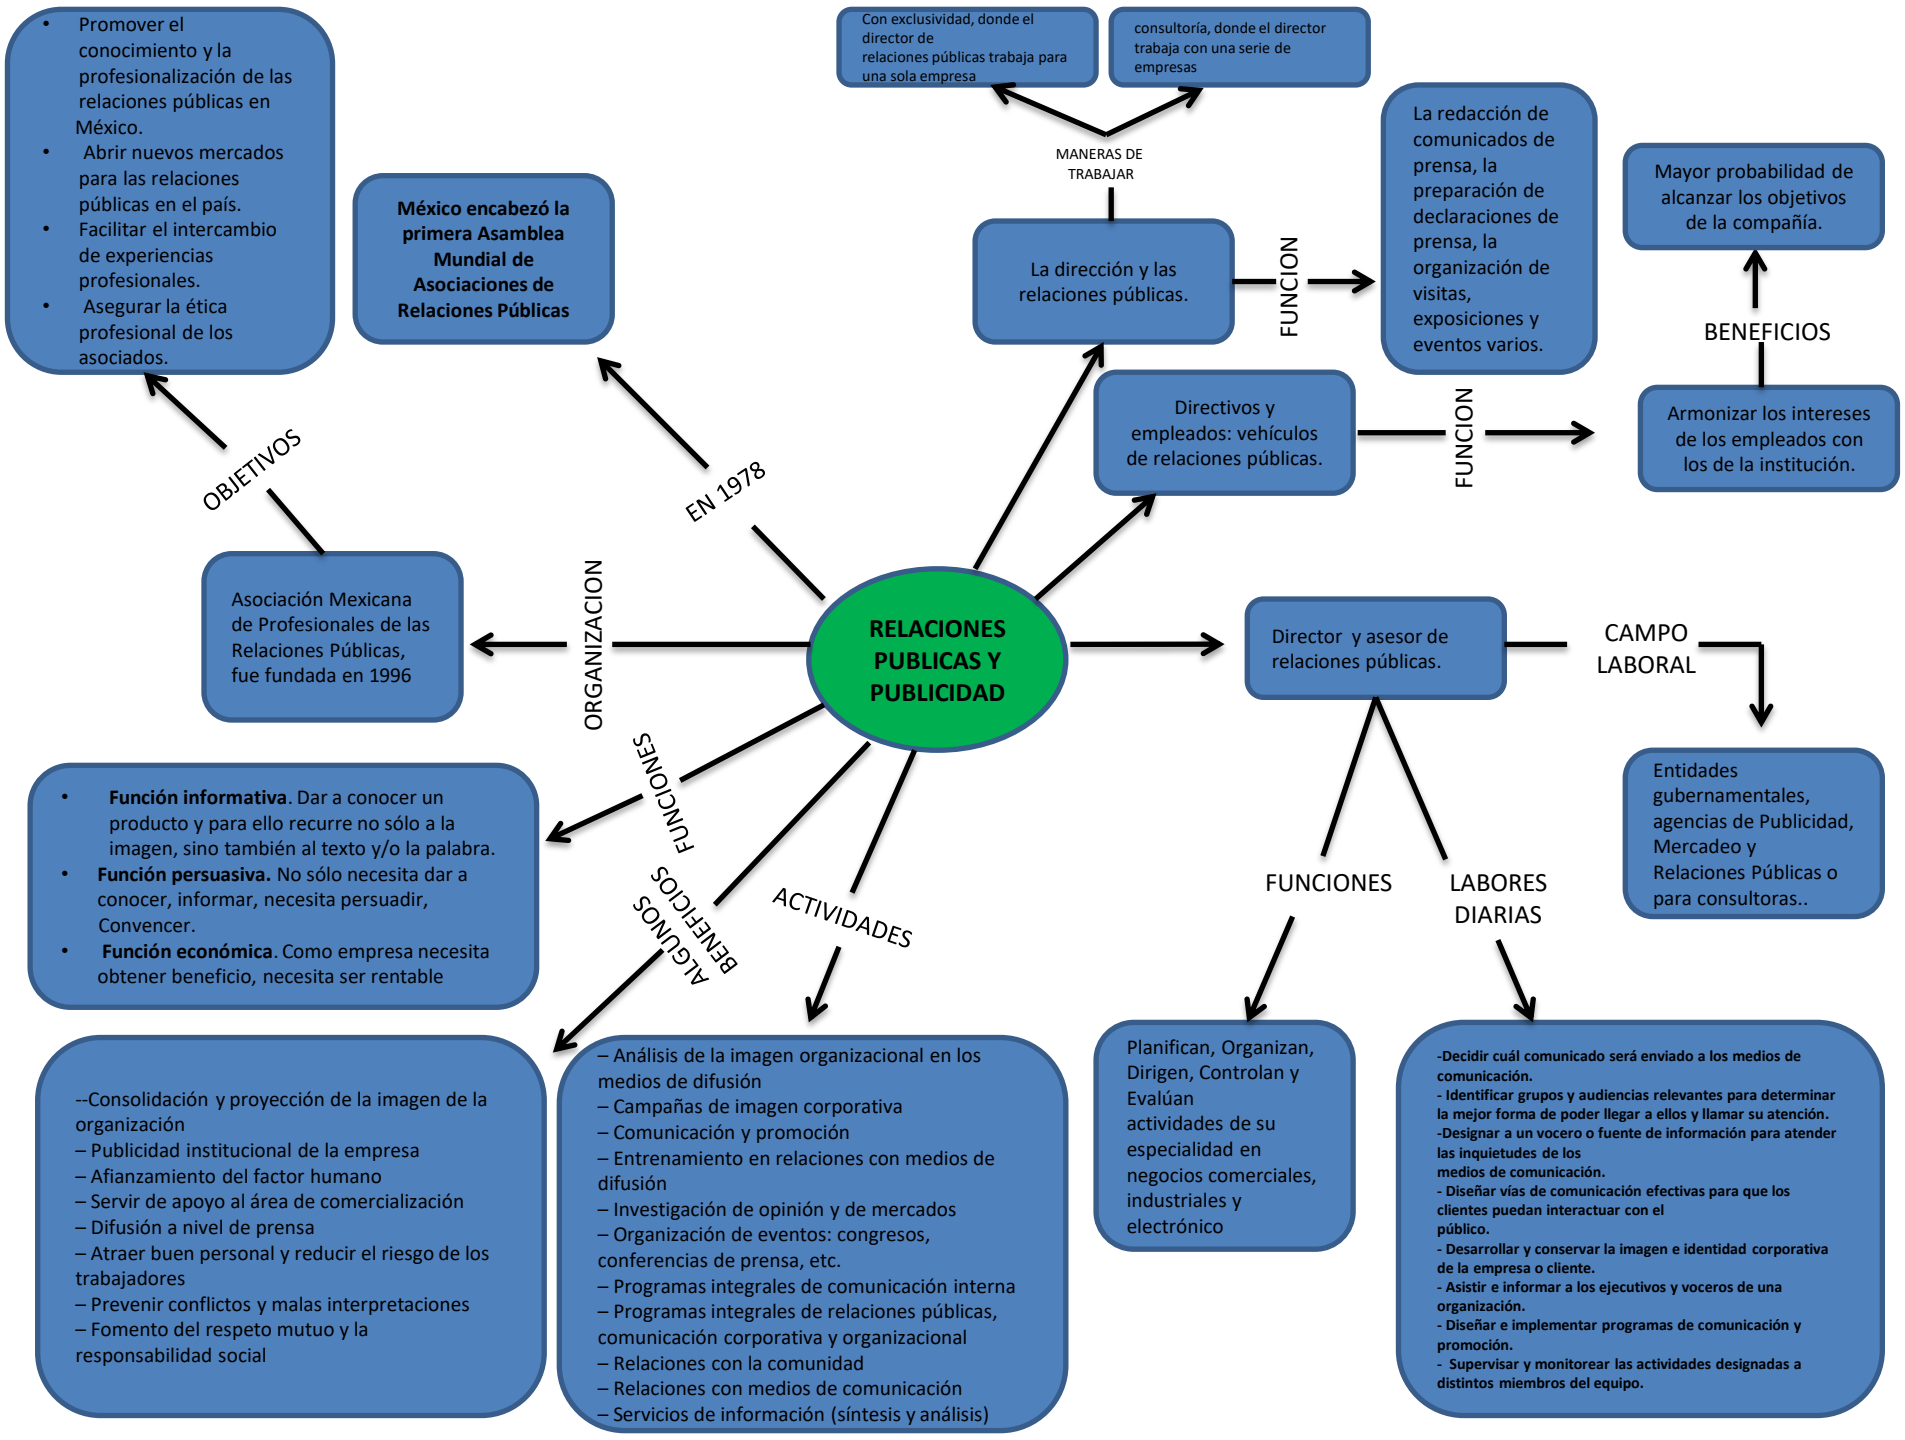 • Promover el
conocimiento y la
profesionalización de las
relaciones públicas en
México.
• Abrir nuevos mercados
para las relaciones
públicas en el país.
• Facilitar el intercambio
de experiencias
profesionales.
• Asegurar la ética
profesional de los
asociados.
México encabezó la
primera Asamblea
Mundial de
Asociaciones de
Relaciones Públicas
Con exclusividad, donde el
director de
relaciones públicas trabaja para
una sola empresa
consultoría, donde el director
trabaja con una serie de
empresas
MANERAS DE
TRABAJAR
La dirección y las
relaciones públicas.
FUNCION
La redacción de
comunicados de
prensa, la
preparación de
declaraciones de
prensa, la
organización de
visitas,
exposiciones y
eventos varios.
Mayor probabilidad de
alcanzar los objetivos
de la compañía.
BENEFICIOS
Directivos y
empleados: vehículos
de relaciones públicas.
FUNCION
Armonizar los intereses
de los empleados con
los de la institución.
OBJETIVOS
EN 1978
Asociación Mexicana
de Profesionales de las
Relaciones Públicas,
fue fundada en 1996
ORGANIZACION
RELACIONES
PUBLICAS Y
PUBLICIDAD
Director y asesor de
relaciones públicas.
CAMPO
LABORAL
Entidades
gubernamentales,
agencias de Publicidad,
Mercadeo y
Relaciones Públicas o
para consultoras..
FUNCIONES
• Función informativa. Dar a conocer un
producto y para ello recurre no sólo a la
imagen, sino también al texto y/o la palabra.
• Función persuasiva. No sólo necesita dar a
conocer, informar, necesita persuadir,
Convencer.
• Función económica. Como empresa necesita
obtener beneficio, necesita ser rentable
ALGUNOS
BENEFICIOS
ACTIVIDADES
FUNCIONES
LABORES
DIARIAS
--Consolidación y proyección de la imagen de la
organización
– Publicidad institucional de la empresa
– Afianzamiento del factor humano
– Servir de apoyo al área de comercialización
– Difusión a nivel de prensa
– Atraer buen personal y reducir el riesgo de los
trabajadores
– Prevenir conflictos y malas interpretaciones
– Fomento del respeto mutuo y la
responsabilidad social
– Análisis de la imagen organizacional en los
medios de difusión
– Campañas de imagen corporativa
– Comunicación y promoción
– Entrenamiento en relaciones con medios de
difusión
– Investigación de opinión y de mercados
– Organización de eventos: congresos,
conferencias de prensa, etc.
– Programas integrales de comunicación interna
– Programas integrales de relaciones públicas,
comunicación corporativa y organizacional
– Relaciones con la comunidad
– Relaciones con medios de comunicación
– Servicios de información (síntesis y análisis)
Planifican, Organizan,
Dirigen, Controlan y
Evalúan
actividades de su
especialidad en
negocios comerciales,
industriales y
electrónico
-Decidir cuál comunicado será enviado a los medios de
comunicación.
- Identificar grupos y audiencias relevantes para determinar
la mejor forma de poder llegar a ellos y llamar su atención.
-Designar a un vocero o fuente de información para atender
las inquietudes de los
medios de comunicación.
- Diseñar vías de comunicación efectivas para que los
clientes puedan interactuar con el
público.
- Desarrollar y conservar la imagen e identidad corporativa
de la empresa o cliente.
- Asistir e informar a los ejecutivos y voceros de una
organización.
- Diseñar e implementar programas de comunicación y
promoción.
- Supervisar y monitorear las actividades designadas a
distintos miembros del equipo.